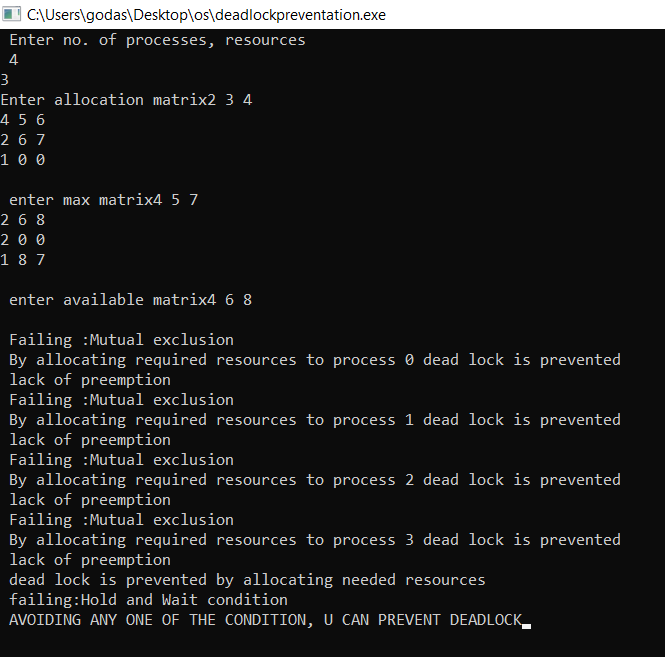 C:\Users\godas\Desktop\os\deadlockpreventation.exe
Enter no. of processes, resources
4
3
Enter allocation matrix2 3 4
4 5 6
2 6 7
1 0 0
enter max matrix4 5 7
2 6 8
2 0 0
1 8 7
enter available matrix4 6 8
Failing :Mutual exclusion
By allocating required resources to process 0 dead lock is prevented
lack of preemption
Failing :Mutual exclusion
By allocating required resources to process 1 dead lock is prevented
lack of preemption
Failing :Mutual exclusion
By allocating required resources to process 2 dead lock is prevented
lack of preemption
Failing :Mutual exclusion
By allocating required resources to process 3 dead lock is prevented
lack of preemption
dead lock is prevented by allocating needed resources
failing:Hold and Wait condition
AVOIDING ANY ONE OF THE CONDITION, U CAN PREVENT DEADLOCK